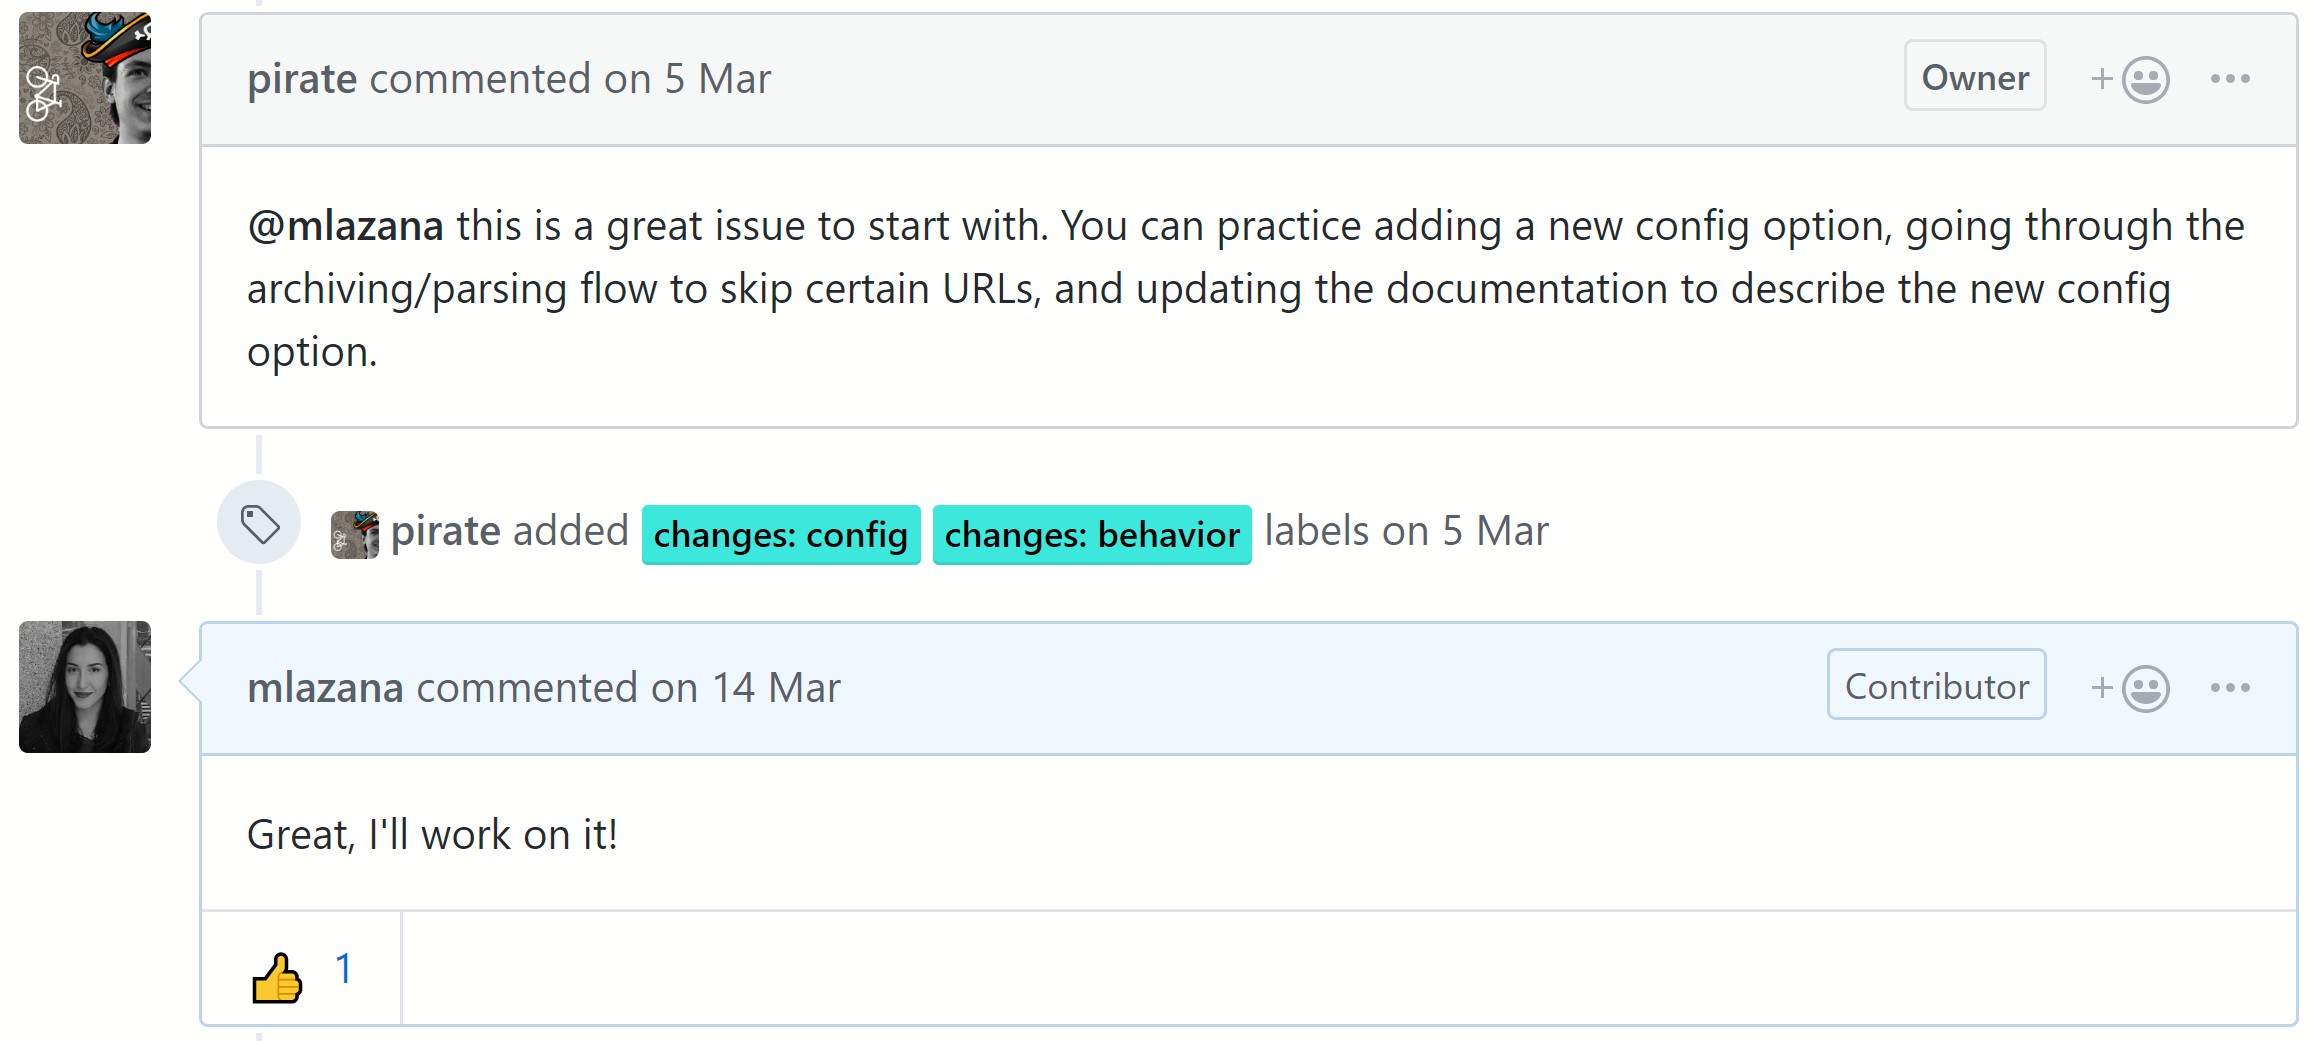 pirate commented on 5 Mar Owner
@mlazana this is a great issue to start with. You can practice adding a new config option, going through the
archiving/parsing flow to skip certain URLs, and updating the documentation to describe the new config
option.
pirate added changes: config changes: behavior labels on 5 Mar
mlazana commented on 14 Mar Contributor
Great, I'll work on it!
1